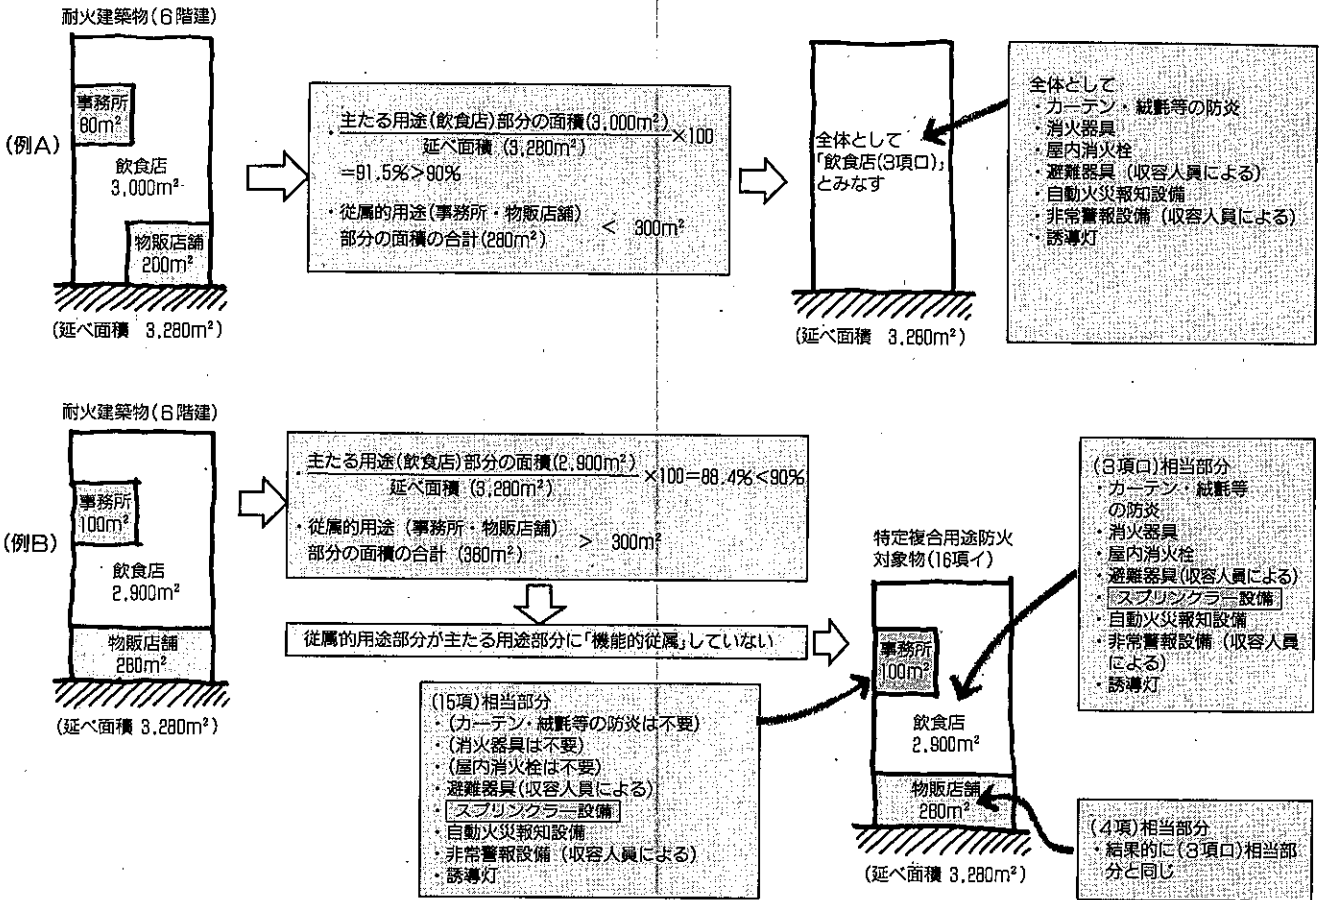 耐火建築物(6階建)
(例A)
事務所
80m²
飲食店
3,000m²
物販店舗
200m²
(延べ面積 3,280m²)
・主たる用途(飲食店)部分の面積(3,000m²)
延べ面積 (3,280m²)
×100
=91.5%>90%
・従属的用途(事務所・物販店舗)
部分の面積の合計(280m²) < 300m²
全体として
「飲食店(3項ロ)」
とみなす
(延べ面積 3,280m²)
全体として
・カーテン・絨毯等の防炎
・消火器具
・屋内消火栓
・避難器具(収容人員による)
・自動火災報知設備
・非常警報設備(収容人員による)
・誘導灯
耐火建築物(6階建)
(例B)
事務所
100m²
飲食店
2,900m²
物販店舗
280m²
(延べ面積 3,280m²)
・主たる用途(飲食店)部分の面積(2,900m²)
延べ面積 (3,280m²)
×100=88.4%<90%
・従属的用途(事務所・物販店舗)
部分の面積の合計(380m²) > 300m²
従属的用途部分が主たる用途部分に「機能的従属」していない
特定複合用途防火
対象物(16項イ)
事務所
100m²
飲食店
2,900m²
物販店舗
280m²
(延べ面積 3,280m²)
(15項)相当部分
・(カーテン・絨毯等の防炎は不要)
・(消火器具は不要)
・(屋内消火栓は不要)
・避難器具(収容人員による)
・スプリンクラー設備
・自動火災報知設備
・非常警報設備(収容人員による)
・誘導灯
(3項ロ)相当部分
・カーテン・絨毯等
の防炎
・消火器具
・屋内消火栓
・避難器具(収容人員による)
・スプリンクラー設備
・自動火災報知設備
・非常警報設備(収容人員
による)
・誘導灯
(4項)相当部分
・結果的に(3項ロ)相当部
分と同じ